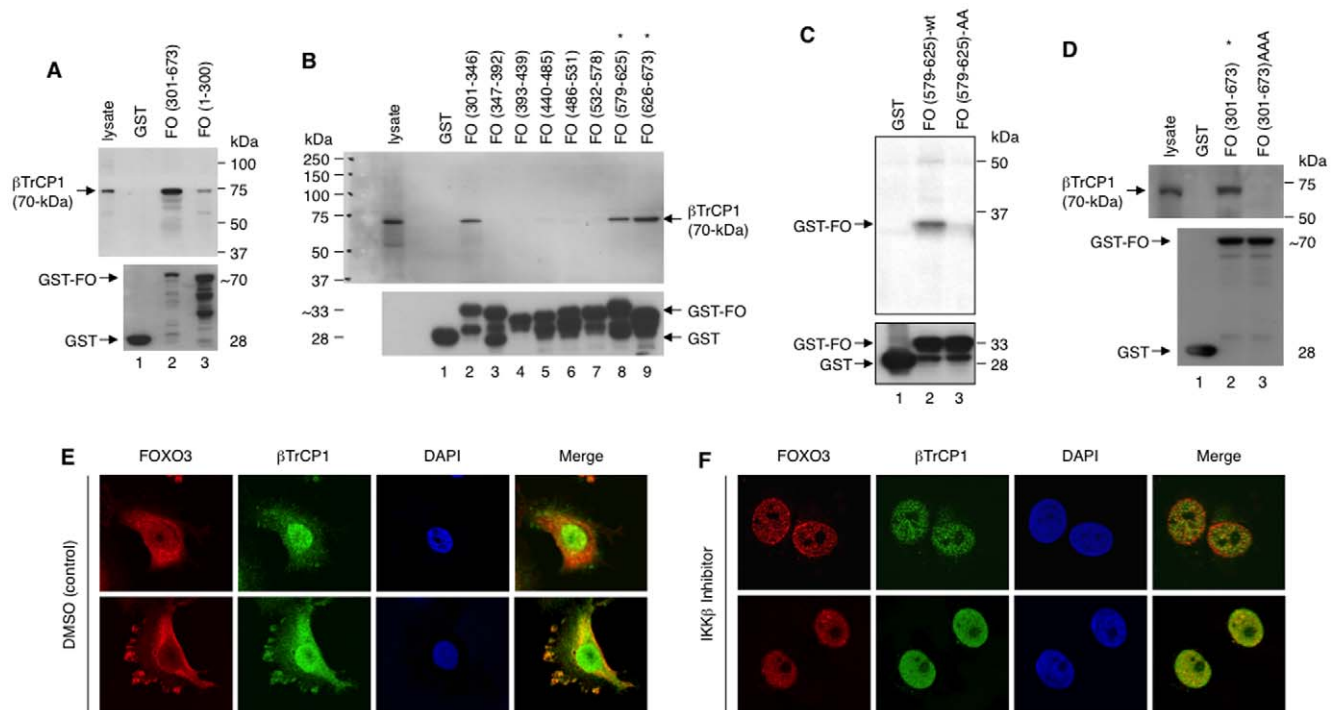 A
lysate
GST
FO (301-673)
FO (1-300)
kDa
βTrCP1
(70-kDa)
100
75
50
37
GST-FO
~70
GST
28
1 2 3
B
* *
lysate
GST
FO (301-346)
FO (347-392)
FO (393-439)
FO (440-485)
FO (486-531)
FO (532-578)
FO (579-625)
FO (626-673)
kDa
250
150
100
75
50
37
βTrCP1
(70-kDa)
~33
28
GST-FO
GST
1 2 3 4 5 6 7 8 9
C
GST
FO (579-625)-wt
FO (579-625)-AA
kDa
50
37
GST-FO
GST-FO
33
GST
28
1 2 3
D
*
lysate
GST
FO (301-673)
FO (301-673)AAA
kDa
βTrCP1
(70-kDa)
75
50
GST-FO
~70
GST
28
1 2 3
E
FOXO3 βTrCP1 DAPI Merge
DMSO (control)
F
FOXO3 βTrCP1 DAPI Merge
IKKβ Inhibitor